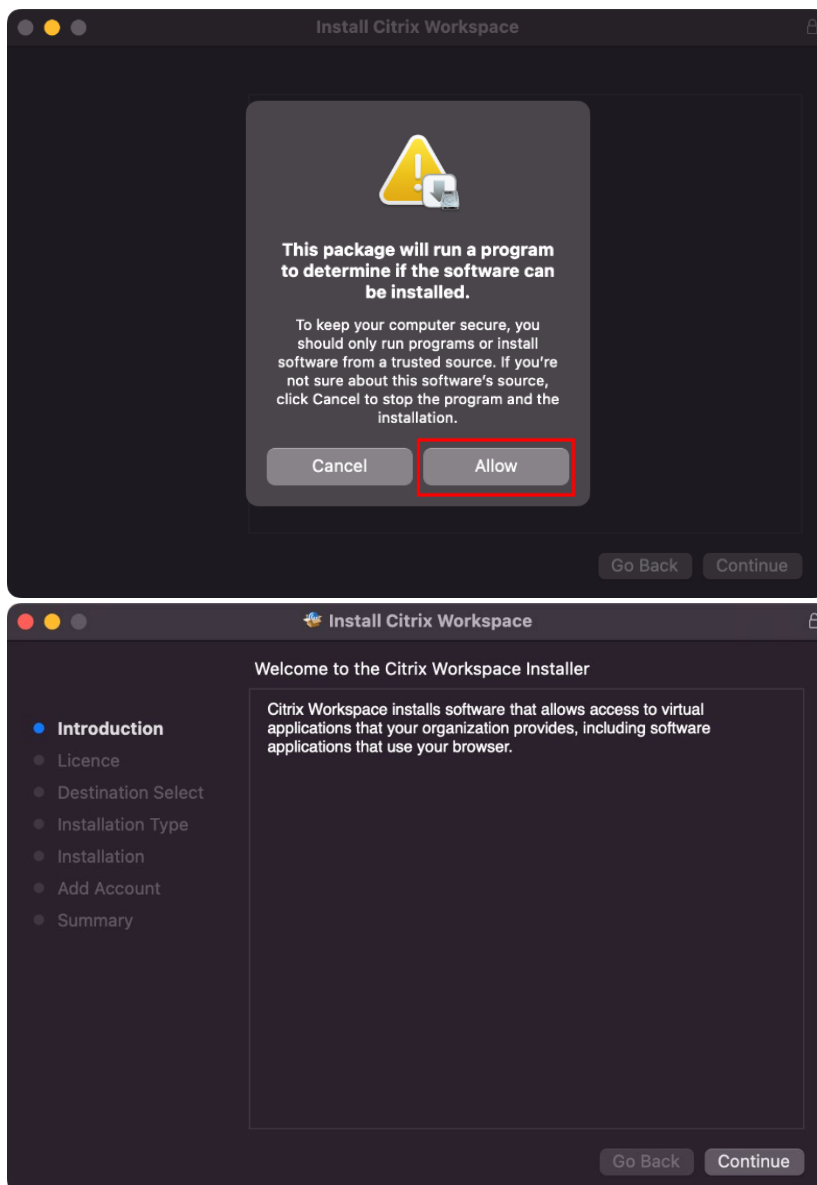 Install Citrix Workspace
This package will run a program
to determine if the software can
be installed.
To keep your computer secure, you
should only run programs or install
software from a trusted source. If you're
not sure about this software's source,
click Cancel to stop the program and the
installation.
Cancel Allow
Go Back Continue
Install Citrix Workspace
Welcome to the Citrix Workspace Installer
Introduction
Licence
Destination Select
Installation Type
Installation
Add Account
Summary
Citrix Workspace installs software that allows access to virtual
applications that your organization provides, including software
applications that use your browser.
Go Back Continue